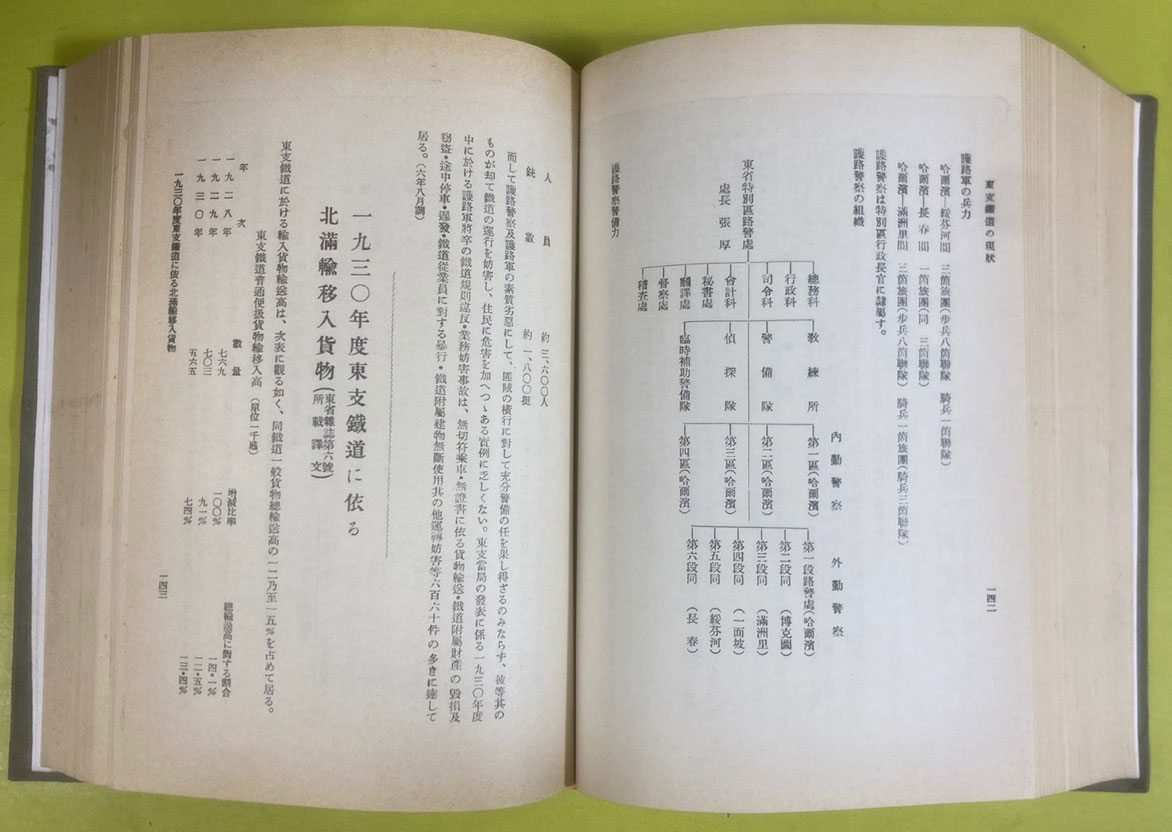 東支鐵道の現狀
一四二
護路軍の兵力
哈爾濱—綏芬河間 三箇旅團(步兵八箇聯隊 騎兵一箇聯隊)
哈爾濱—長春間 一箇旅團(同 三箇聯隊)
哈爾濱—滿洲里間 三箇旅團(步兵八箇聯隊) 騎兵一箇旅團(騎兵三箇聯隊)
護路警察は特別區行政長官に隷屬す。
護路警察の組織
東省特別區路警處
處長 張厚
總務科
行政科
司令科
會計科
秘書處
飜譯處
督察處
稽査處
敎練所
警備隊
偵探隊
臨時補助警備隊
內勤警察
第一區(哈爾濱)
第二區(哈爾濱)
第三區(哈爾濱)
第四區(哈爾濱)
外勤警察
第一段路警處(哈爾濱)
第二段同 (博克圖)
第三段同 (滿洲里)
第四段同 (一面坡)
第五段同 (綏芬河)
第六段同 (長春)
護路警察警備力
人員 約三、六〇〇人
銃數 約一、八〇〇挺
而して護路警察及護路軍の素質劣惡にして、匪賊の橫行に對して充分警備の任を果し得ざるのみならず、彼等其の
ものが却て鐵道の運行を妨害し、住民に危害を加へつゝある實例に乏しくない。東支當局の發表に係る一九三〇年度
中に於ける護路軍將卒の鐵道規則違反・業務妨害事故は、無切符乘車・無證書に依る貨物輸送・鐵道附屬財產の毀損及
竊盜・途中停車・遲發・鐵道從業員に對する暴行・鐵道附屬建物無斷使用其の他運轉妨害等六百六十件の多きに達して
居る。(六年八月調)
一九三〇年度東支鐵道に依る
北滿輸移入貨物(東省雜誌第六號所載譯文)
東支鐵道に於ける輸入貨物輸送高は、次表に觀る如く、同鐵道一般貨物總輸送高の一二乃至一五%を占めて居る。
東支鐵道普通便扱貨物輸移入高 (單位一千瓲)
年次 數量 增減比率 總輸送高に對する割合
一九二八年 七六九 一〇〇% 一四・一%
一九二九年 七〇三 九一% 一二・五%
一九三〇年 五六五 七四% 一三・四%
一九三〇年度東支鐵道に依る北滿輸移入貨物
一四三